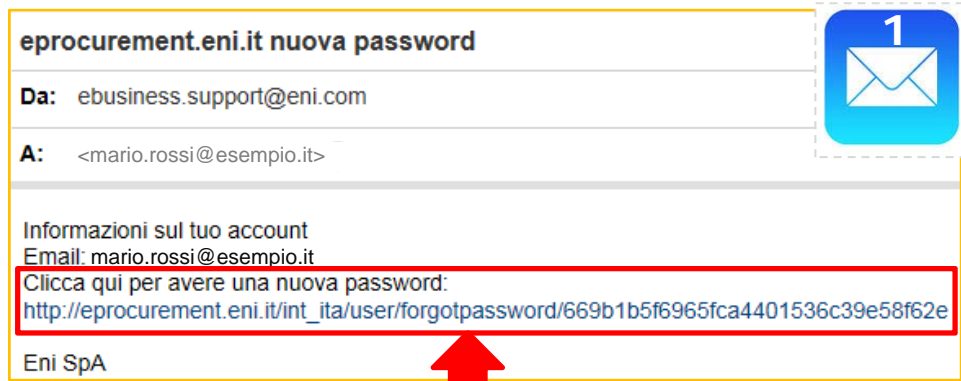 eprocurement.eni.it nuova password
1
Da: ebusiness.support@eni.com
A: <mario.rossi@esempio.it>
Informazioni sul tuo account
Email: mario.rossi@esempio.it
Clicca qui per avere una nuova password:
http://eprocurement.eni.it/int_ita/user/forgotpassword/669b1b5f6965fca4401536c39e58f62e
Eni SpA